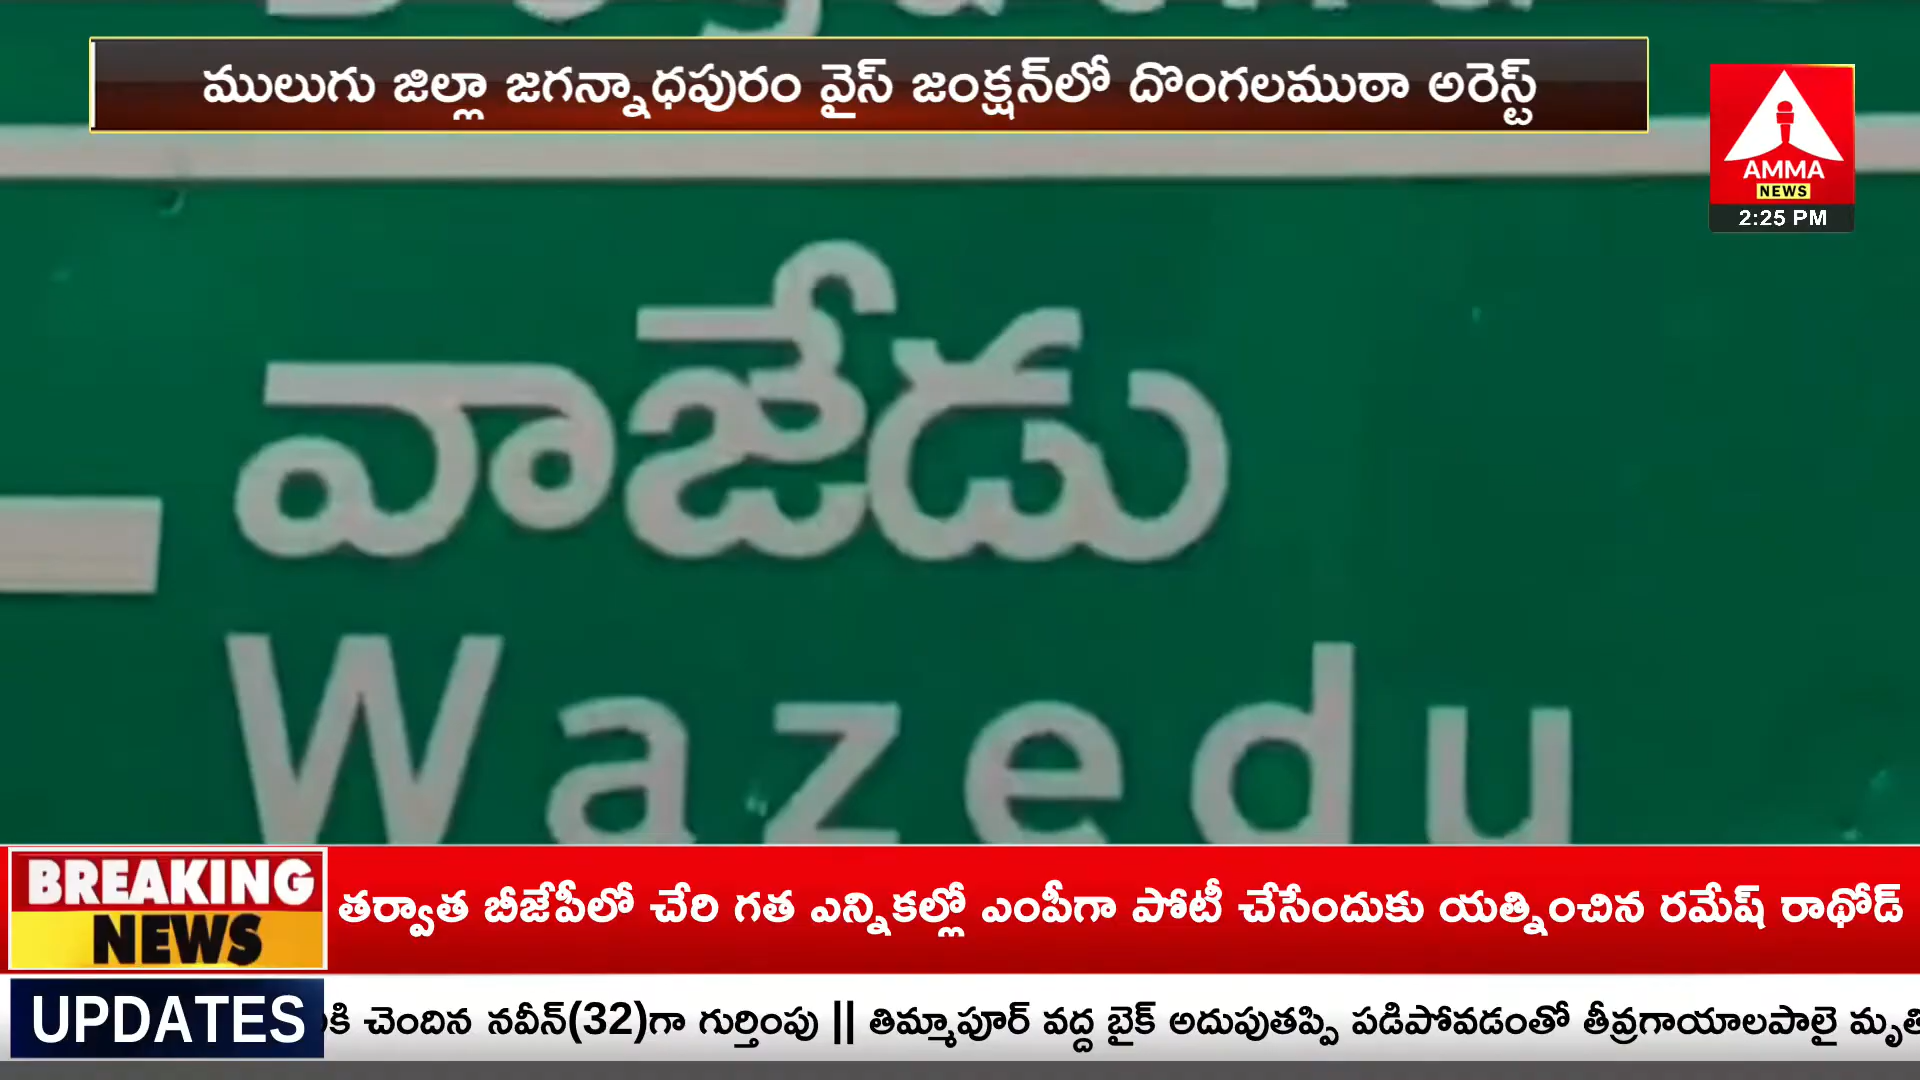 ములుగు జిల్లా జగన్నాధపురం వైస్ జంక్షన్‌లో దొంగలముఠా అరెస్ట్
AMMA
NEWS
2:25 PM
వాజేడు
Wazedu
BREAKING
NEWS
తర్వాత బీజేపీలో చేరి గత ఎన్నికల్లో ఎంపీగా పోటీ చేసేందుకు యత్నించిన రమేష్ రాథోడ్
UPDATES
కి చెందిన నవీన్(32)గా గుర్తింపు || తిమ్మాపూర్ వద్ద బైక్ అదుపుతప్పి పడిపోవడంతో తీవ్రగాయాలపాలై